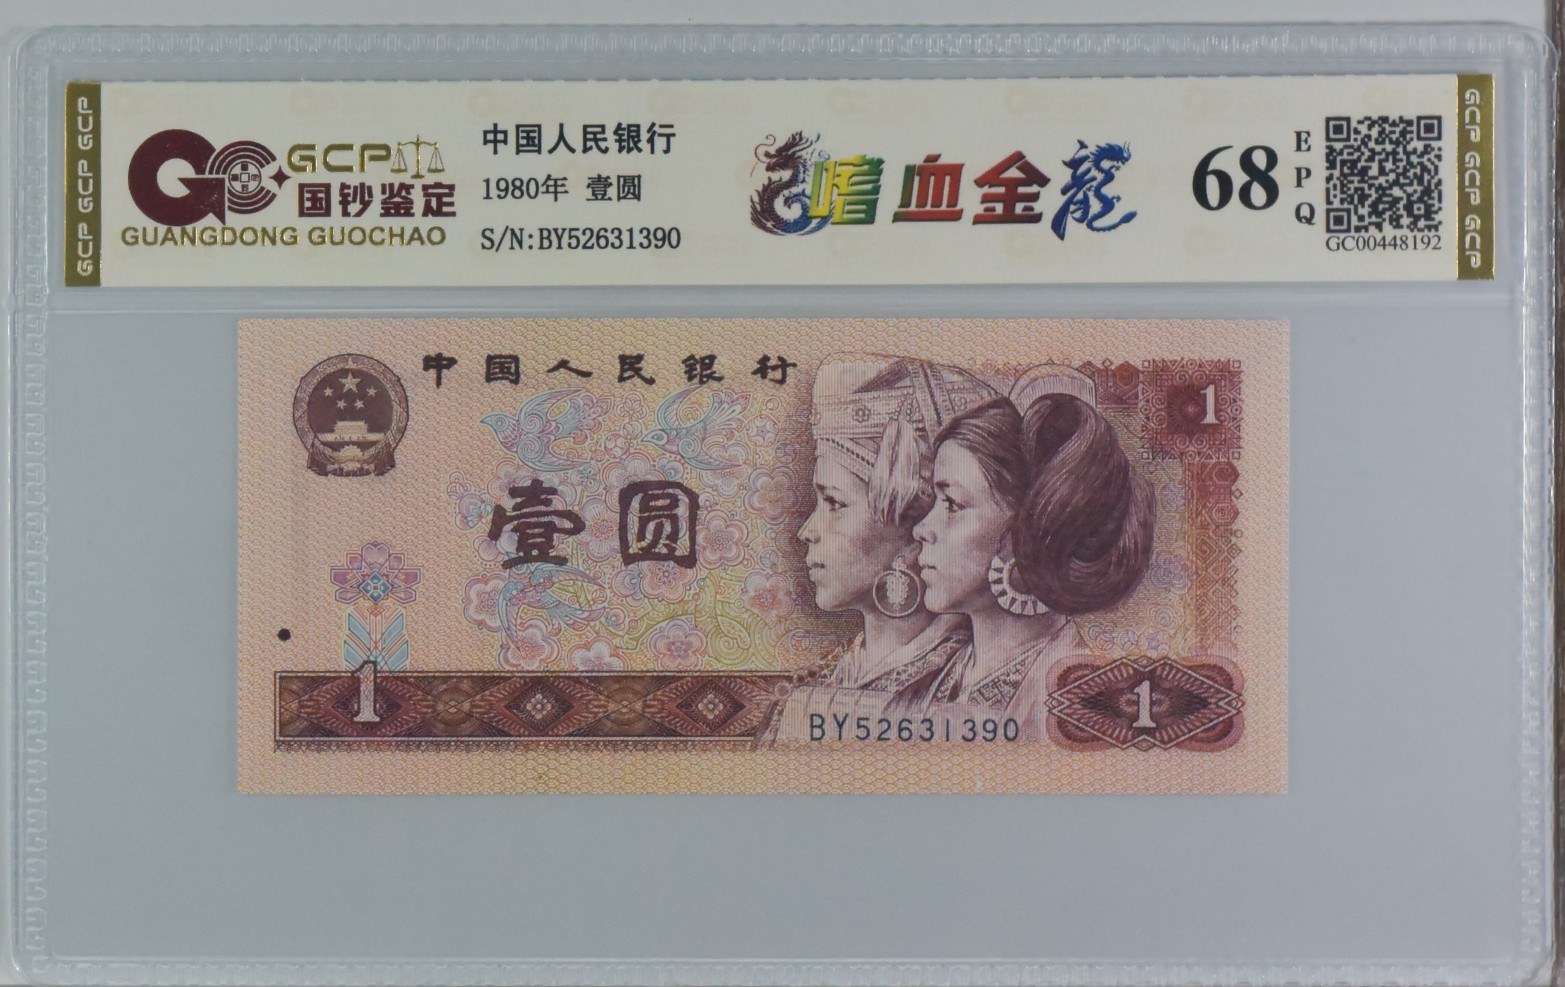 GCP GCP GCP
GCP
国钞鉴定
GUANGDONG GUOCHAO
中国人民银行
1980年 壹圆
S/N:BY52631390
嗜血金龍
68
EPQ
GC00448192
GCP GCP GCP
中国人民银行
1
壹圆
1
BY52631390
1